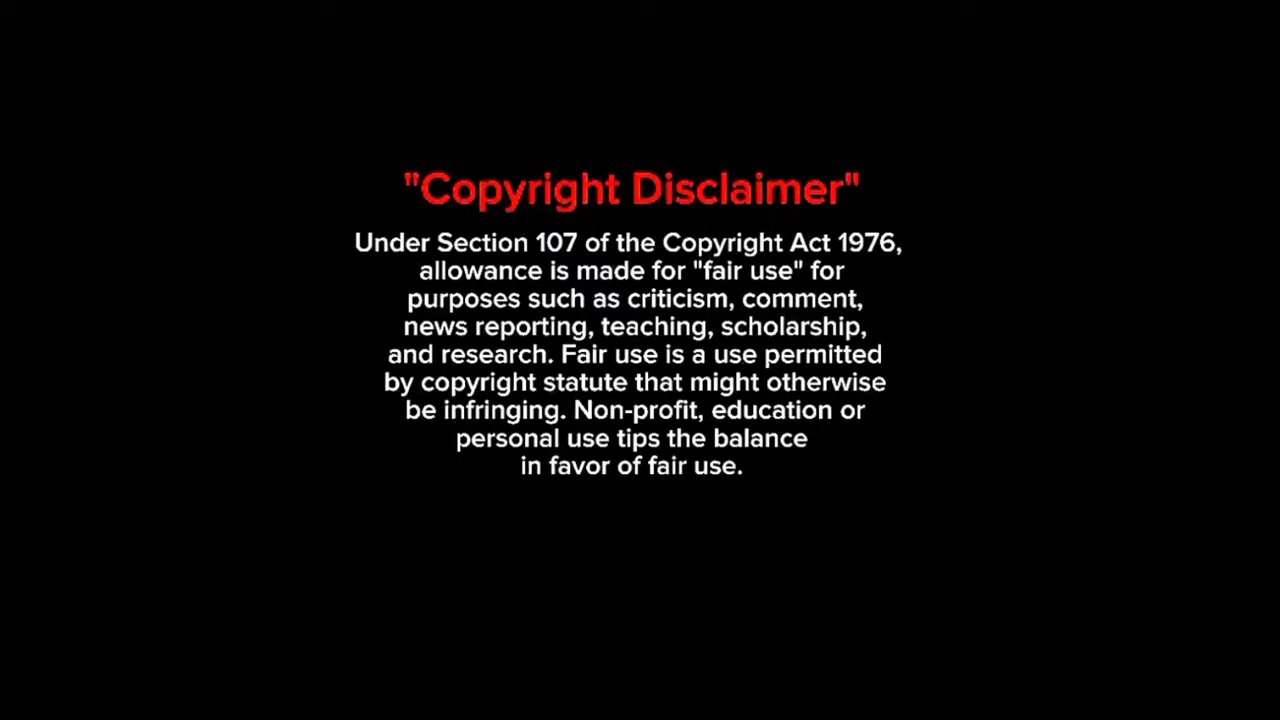 "Copyright Disclaimer"
Under Section 107 of the Copyright Act 1976,
allowance is made for "fair use" for
purposes such as criticism, comment,
news reporting, teaching, scholarship,
and research. Fair use is a use permitted
by copyright statute that might otherwise
be infringing. Non-profit, education or
personal use tips the balance
in favor of fair use.